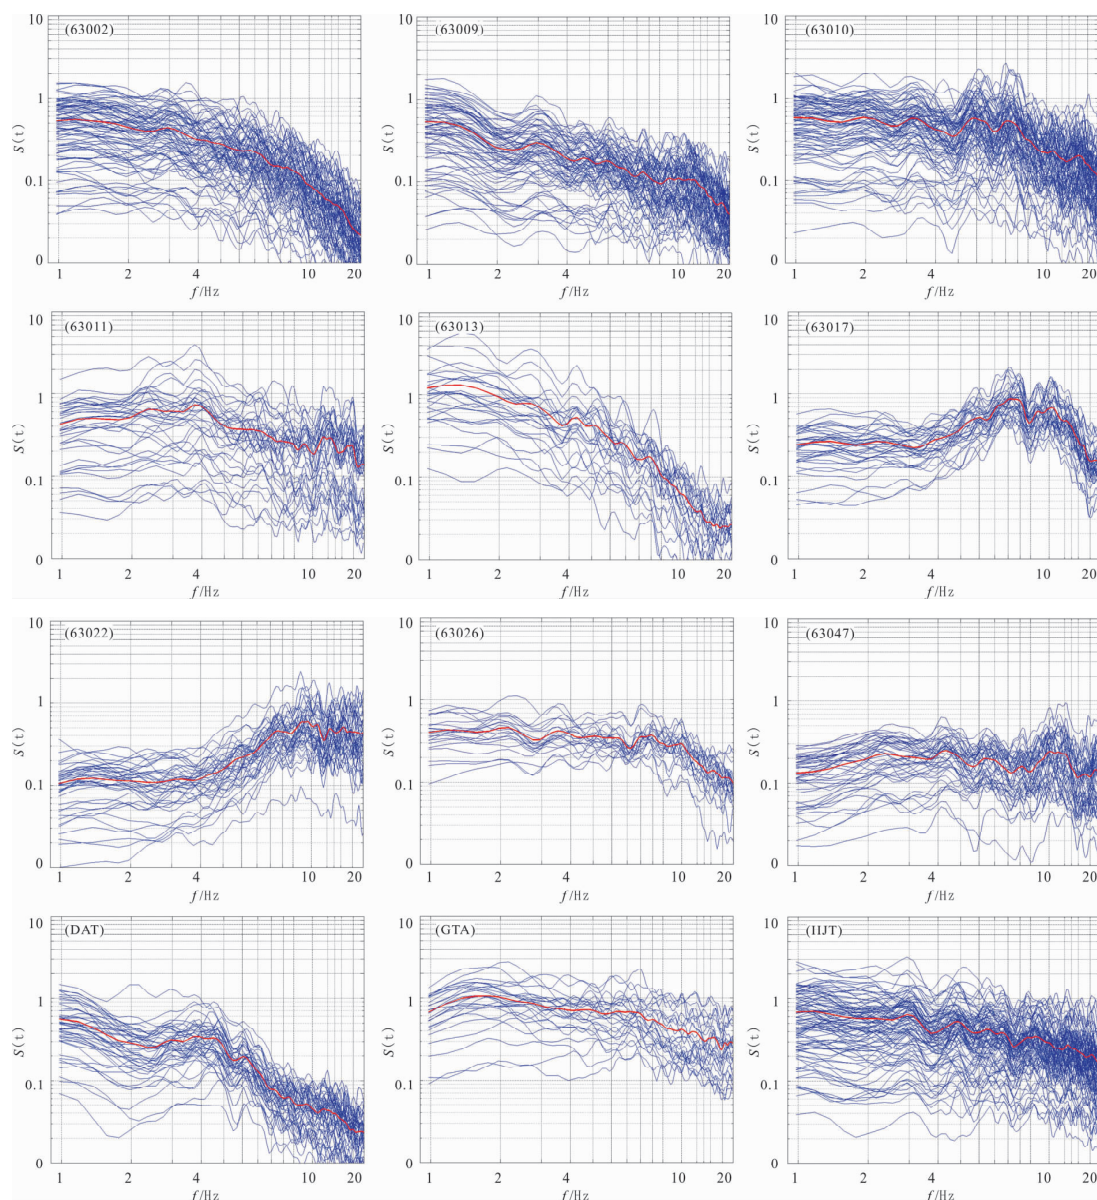 10
(63002)
1
S(t)
0.1
0
1 2 4 10 20
f/Hz
10
(63009)
1
S(t)
0.1
0
1 2 4 10 20
f/Hz
10
(63010)
1
S(t)
0.1
0
1 2 4 10 20
f/Hz
10
(63011)
1
S(t)
0.1
0
1 2 4 10 20
f/Hz
10
(63013)
1
S(t)
0.1
0
1 2 4 10 20
f/Hz
10
(63017)
1
S(t)
0.1
0
1 2 4 10 20
f/Hz
10
(63022)
1
S(t)
0.1
0
1 2 4 10 20
f/Hz
10
(63026)
1
S(t)
0.1
0
1 2 4 10 20
f/Hz
10
(63047)
1
S(t)
0.1
0
1 2 4 10 20
f/Hz
10
(DAT)
1
S(t)
0.1
0
1 2 4 10 20
f/Hz
10
(GTA)
1
S(t)
0.1
0
1 2 4 10 20
f/Hz
10
(HJT)
1
S(t)
0.1
0
1 2 4 10 20
f/Hz